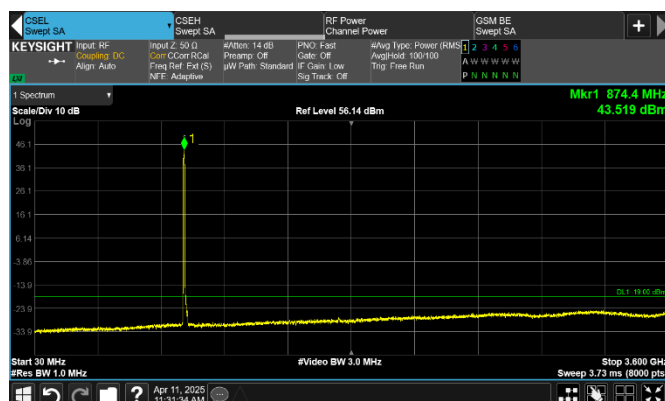 CSEL
Swept SA
CSEH
Swept SA
RF Power
Channel Power
GSM BE
Swept SA
+
KEYSIGHT
Input: RF
Coupling: DC
Align: Auto
Input Z: 50 Ω
Corr CCorr RCal
Freq Ref: Ext (S)
NFE: Adaptive
#Atten: 14 dB
Preamp: Off
µW Path: Standard
PNO: Fast
Gate: Off
IF Gain: Low
Sig Track: Off
#Avg Type: Power (RMS
Avg|Hold: 100/100
Trig: Free Run
1 2 3 4 5 6
A W W W W W
P N N N N N
LXI
1 Spectrum
Scale/Div 10 dB
Log
Ref Level 56.14 dBm
Mkr1 874.4 MHz
43.519 dBm
1
46.1
36.1
26.1
16.1
6.14
-3.86
-13.9
-23.9
-33.9
DL1 -19.00 dBm
Start 30 MHz
#Res BW 1.0 MHz
#Video BW 3.0 MHz
Stop 3.600 GHz
Sweep 3.73 ms (8000 pts)
?
Apr 11, 2025
11:31:34 AM